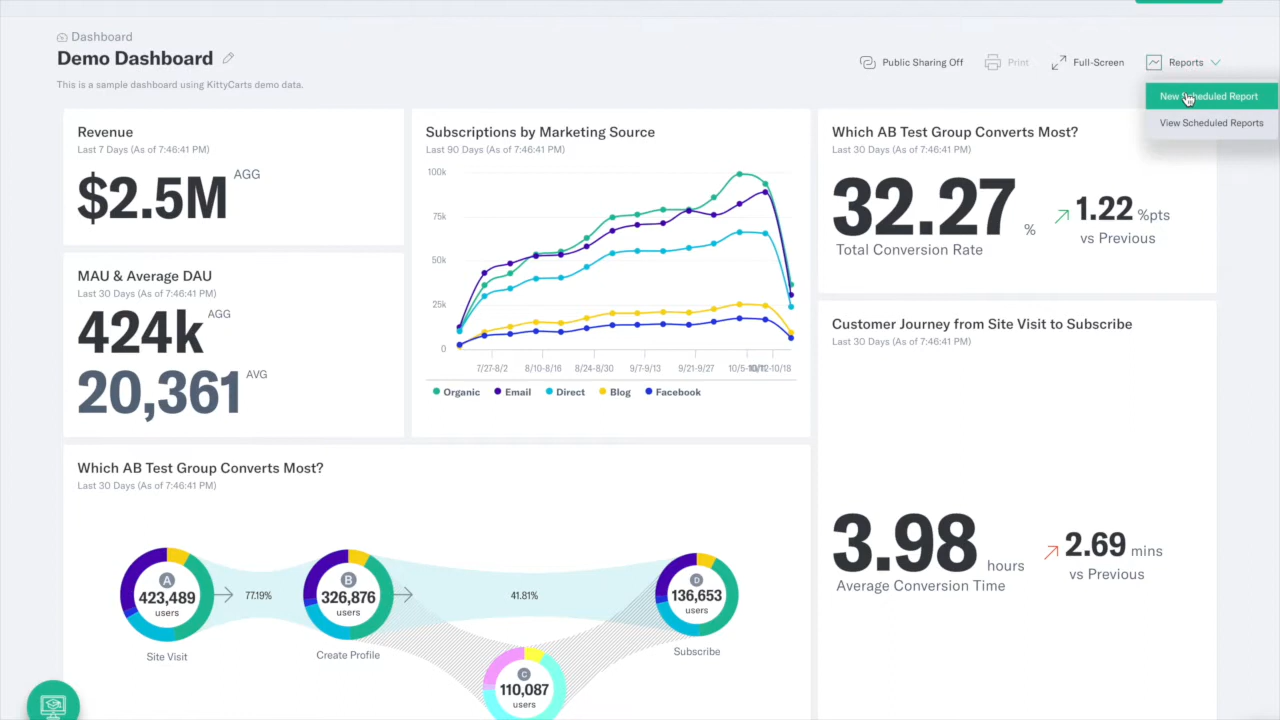 Dashboard
Demo Dashboard
This is a sample dashboard using KittyCarts demo data.
Public Sharing Off
Print
Full-Screen
Reports
New Scheduled Report
View Scheduled Reports
Revenue
Last 7 Days (As of 7:46:41 PM)
$2.5M AGG
MAU & Average DAU
Last 30 Days (As of 7:46:41 PM)
424k AGG
20,361 AVG
Subscriptions by Marketing Source
Last 90 Days (As of 7:46:41 PM)
100k
75k
50k
25k
0
7/27-8/2 8/10-8/16 8/24-8/30 9/7-9/13 9/21-9/27
Organic Email Direct Blog Facebook
Which AB Test Group Converts Most?
Last 30 Days (As of 7:46:41 PM)
32.27 %
Total Conversion Rate
1.22 %pts
vs Previous
Customer Journey from Site Visit to Subscribe
Last 30 Days (As of 7:46:41 PM)
3.98 hours
Average Conversion Time
2.69 mins
vs Previous
Which AB Test Group Converts Most?
Last 30 Days (As of 7:46:41 PM)
A
423,489
users
Site Visit
77.19%
B
326,876
users
Create Profile
41.81%
D
136,653
users
Subscribe
C
110,087
users